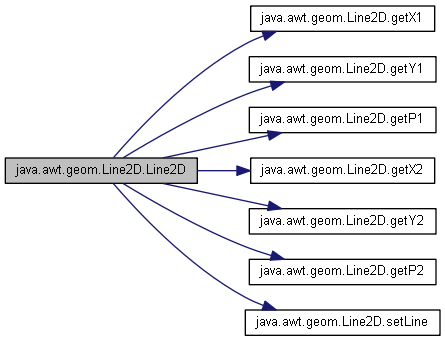 java.awt.geom.Line2D.getX1
java.awt.geom.Line2D.getY1
java.awt.geom.Line2D.getP1
java.awt.geom.Line2D.Line2D
java.awt.geom.Line2D.getX2
java.awt.geom.Line2D.getY2
java.awt.geom.Line2D.getP2
java.awt.geom.Line2D.setLine